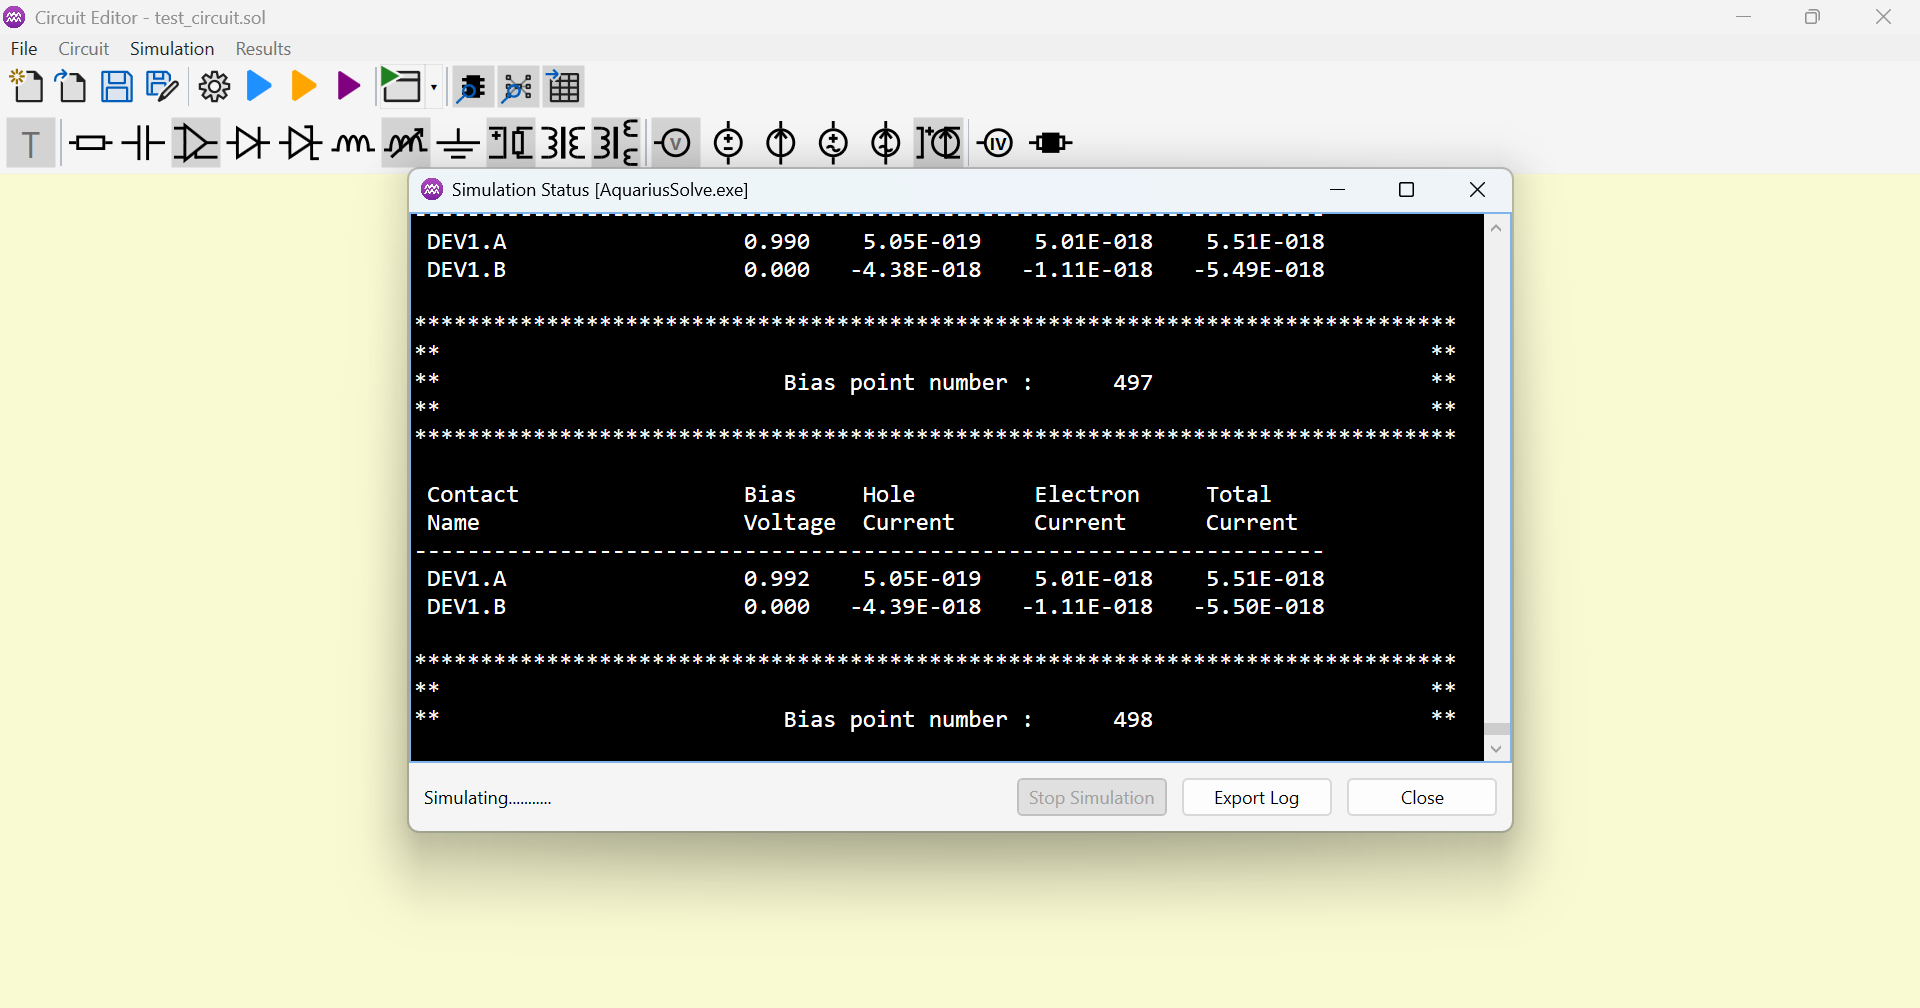 Circuit Editor - test_circuit.sol
File Circuit Simulation Results
T
V
IV
Simulation Status [AquariusSolve.exe]
--------------------------------------------------------------------
DEV1.A 0.990 5.05E-019 5.01E-018 5.51E-018
DEV1.B 0.000 -4.38E-018 -1.11E-018 -5.49E-018
*******************************************************************************
** **
** Bias point number : 497 **
** **
*******************************************************************************
Contact Bias Hole Electron Total
Name Voltage Current Current Current
---------------------------------------------------------------------
DEV1.A 0.992 5.05E-019 5.01E-018 5.51E-018
DEV1.B 0.000 -4.39E-018 -1.11E-018 -5.50E-018
*******************************************************************************
** **
** Bias point number : 498 **
Simulating........... Stop Simulation Export Log Close